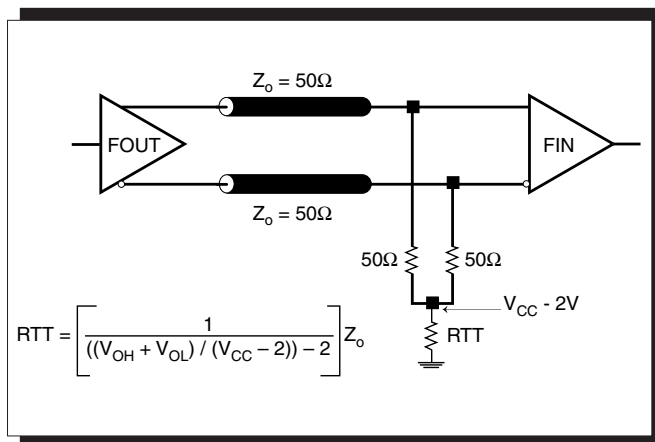 Zo = 50Ω
FOUT
FIN
Zo = 50Ω
50Ω
50Ω
VCC - 2V
RTT
RTT = [ 1 / ((VOH + VOL) / (VCC – 2)) – 2 ] Zo